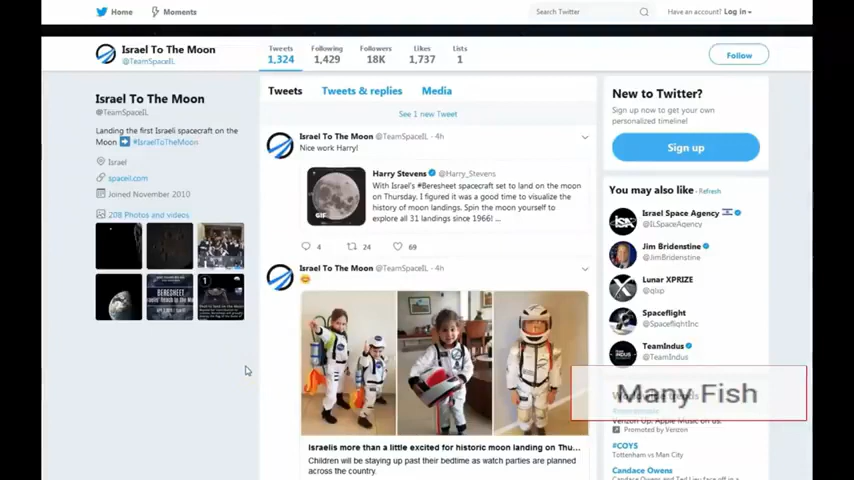 Home
Moments
Search Twitter
Have an account? Log in
Israel To The Moon
@TeamSpaceIL
Tweets
1,324
Following
1,429
Followers
18K
Likes
1,737
Lists
1
Follow
Israel To The Moon
@TeamSpaceIL
Landing the first Israeli spacecraft on the
Moon ➡️ #IsraelToTheMoon
Israel
spaceil.com
Joined November 2010
208 Photos and videos
BERESHEET
Tweets
Tweets & replies
Media
See 1 new Tweet
Israel To The Moon @TeamSpaceIL · 4h
Nice work Harry!
GIF
Harry Stevens @Harry_Stevens
With Israel's #Beresheet spacecraft set to land on the moon
on Thursday, I figured it was a good time to visualize the
history of moon landings. Spin the moon yourself to
explore all 31 landings since 1966! ...
4
24
69
Israel To The Moon @TeamSpaceIL · 4h
😊
Israelis more than a little excited for historic moon landing on Thu...
Children will be staying up past their bedtime as watch parties are planned
across the country.
New to Twitter?
Sign up now to get your own
personalized timeline!
Sign up
You may also like · Refresh
ISA
Israel Space Agency 🇮🇱
@ILSpaceAgency
Jim Bridenstine
@JimBridenstine
Lunar XPRIZE
@glxp
Spaceflight
@SpaceflightInc
TeamIndus
@TeamIndus
Many Fish
Verizon Up. Apple Music on us.
Promoted by Verizon
#COYS
Tottenham vs Man City
Candace Owens